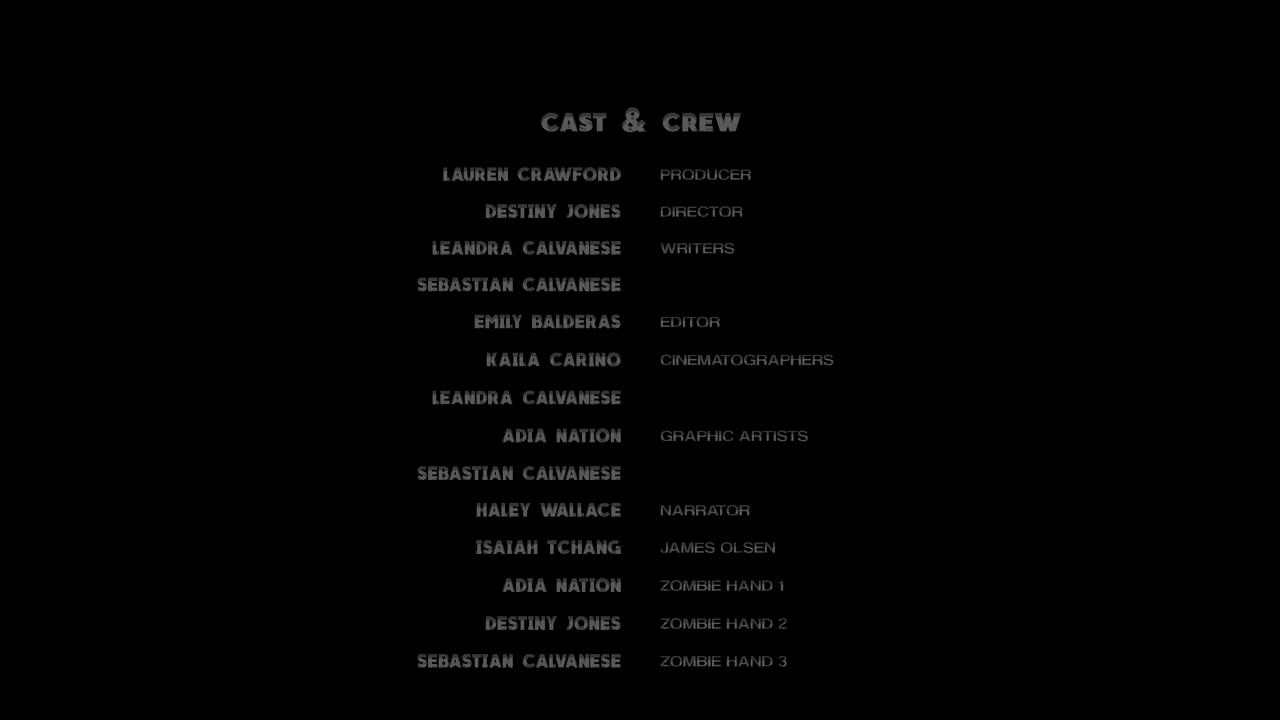 CAST & CREW
LAUREN CRAWFORD PRODUCER
DESTINY JONES DIRECTOR
LEANDRA CALVANESE WRITERS
SEBASTIAN CALVANESE
EMILY BALDERAS EDITOR
KAILA CARINO CINEMATOGRAPHERS
LEANDRA CALVANESE
ADIA NATION GRAPHIC ARTISTS
SEBASTIAN CALVANESE
HALEY WALLACE NARRATOR
ISAIAH TCHANG JAMES OLSEN
ADIA NATION ZOMBIE HAND 1
DESTINY JONES ZOMBIE HAND 2
SEBASTIAN CALVANESE ZOMBIE HAND 3